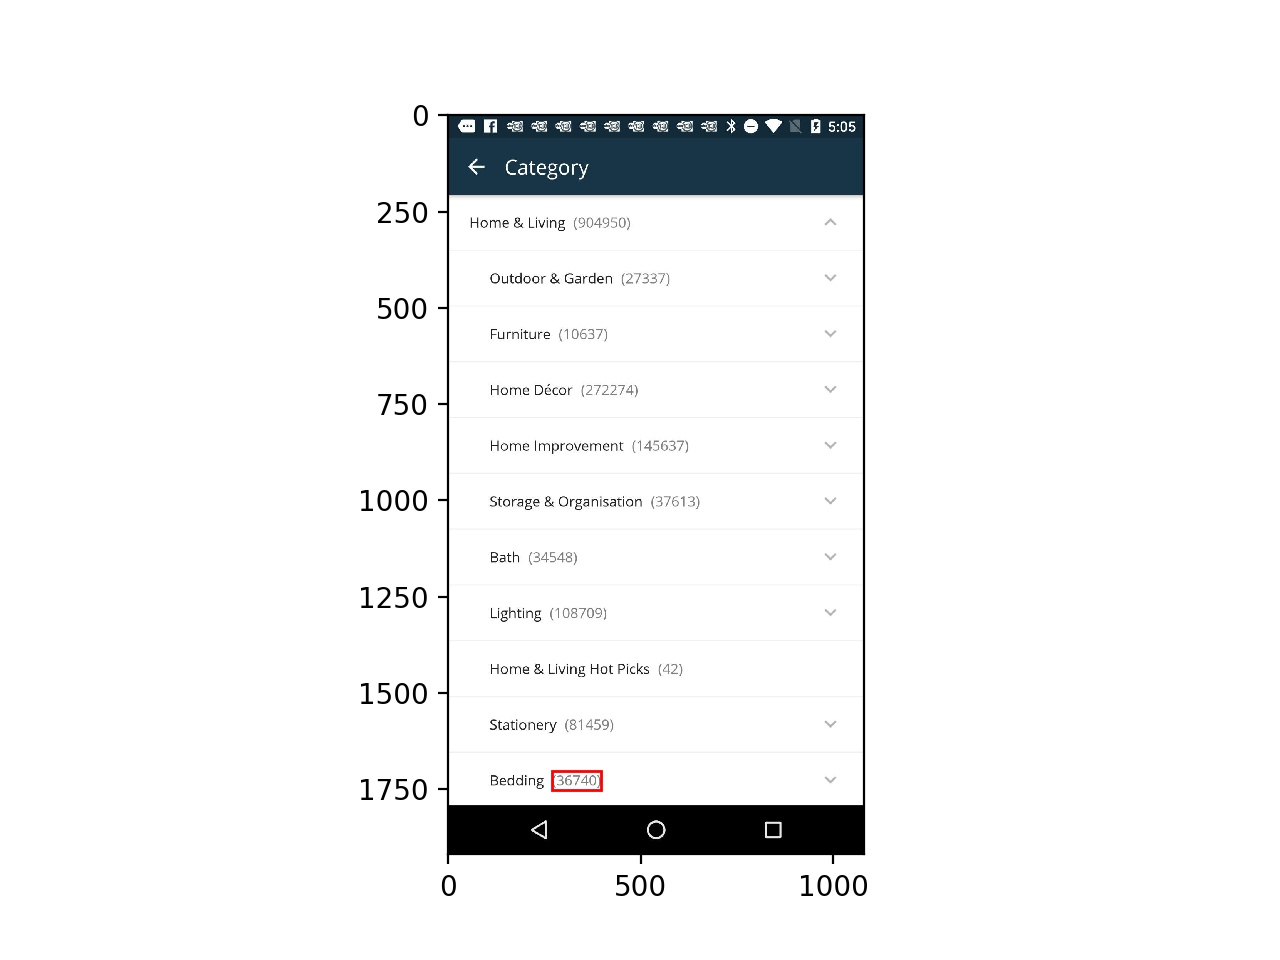 0
250
500
750
1000
1250
1500
1750
5:05
Category
Home & Living (904950)
Outdoor & Garden (27337)
Furniture (10637)
Home Décor (272274)
Home Improvement (145637)
Storage & Organisation (37613)
Bath (34548)
Lighting (108709)
Home & Living Hot Picks (42)
Stationery (81459)
Bedding (36740)
0 500 1000